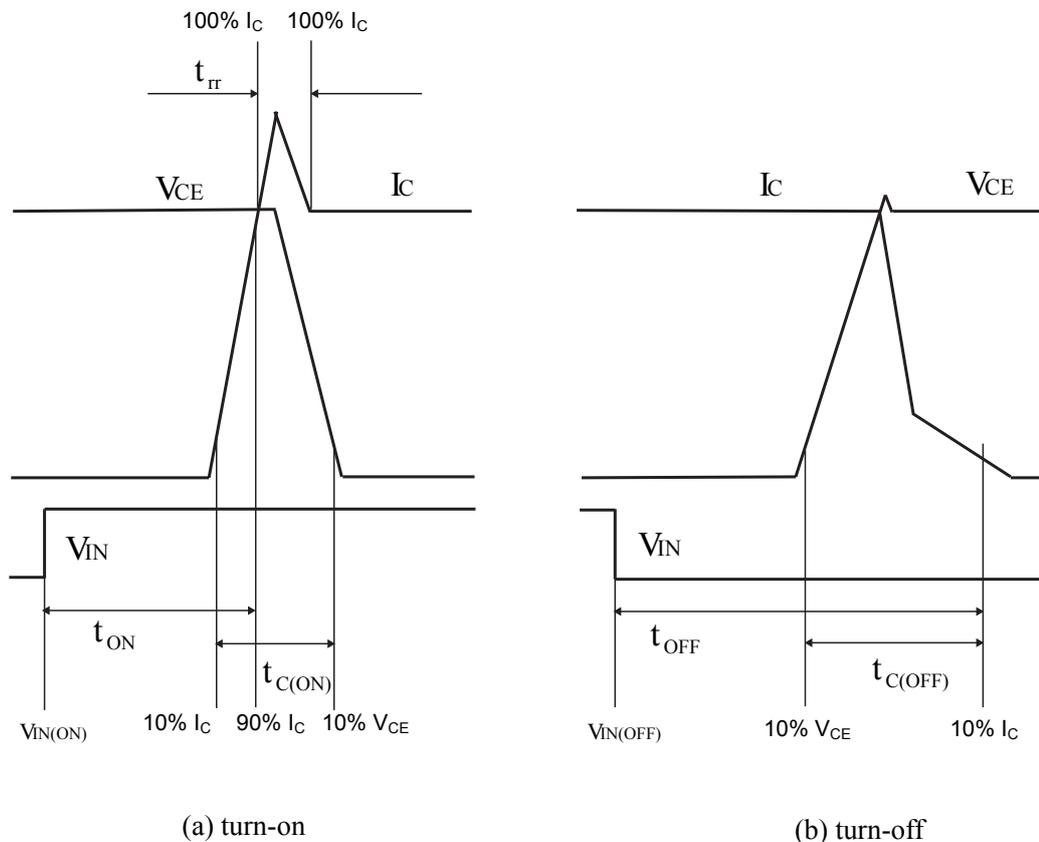 100% IC 100% IC
trr
VCE IC
VIN
tON
tC(ON)
VIN(ON) 10% IC 90% IC 10% VCE
(a) turn-on
IC VCE
VIN
tOFF
tC(OFF)
VIN(OFF) 10% VCE 10% IC
(b) turn-off